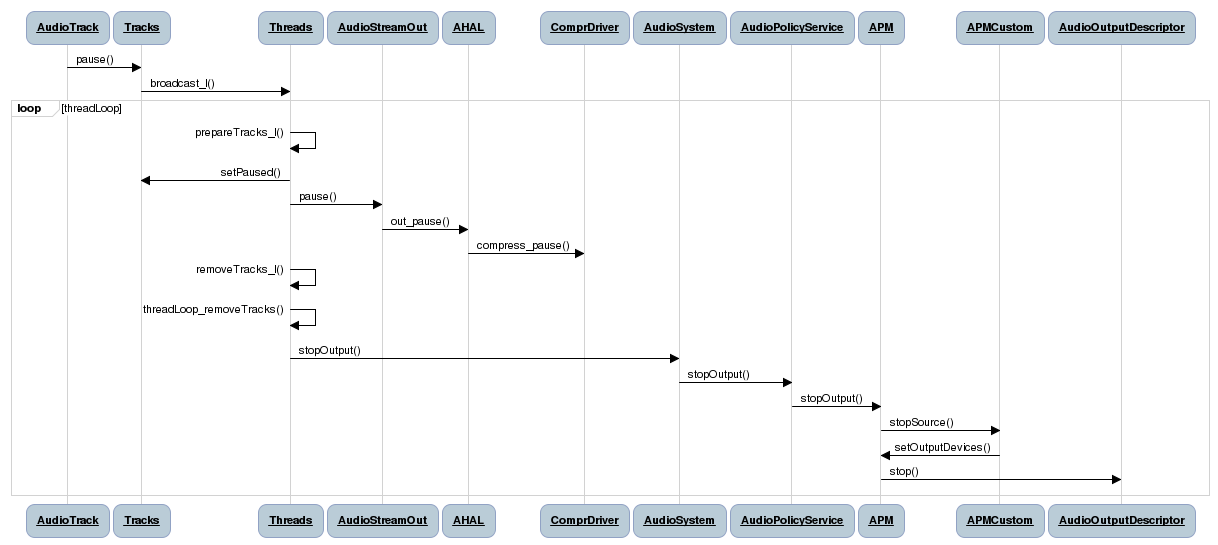 AudioTrack Tracks Threads AudioStreamOut AHAL ComprDriver AudioSystem AudioPolicyService APM APMCustom AudioOutputDescriptor
pause()
broadcast_l()
loop [threadLoop]
prepareTracks_l()
setPaused()
pause()
out_pause()
compress_pause()
removeTracks_l()
threadLoop_removeTracks()
stopOutput()
stopOutput()
stopOutput()
stopSource()
setOutputDevices()
stop()
AudioTrack Tracks Threads AudioStreamOut AHAL ComprDriver AudioSystem AudioPolicyService APM APMCustom AudioOutputDescriptor